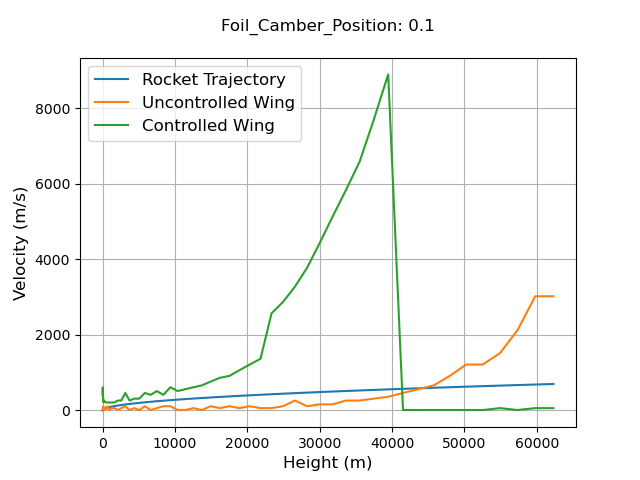 Foil_Camber_Position: 0.1
Rocket Trajectory
Uncontrolled Wing
Controlled Wing
Velocity (m/s)
8000
6000
4000
2000
0
0 10000 20000 30000 40000 50000 60000
Height (m)